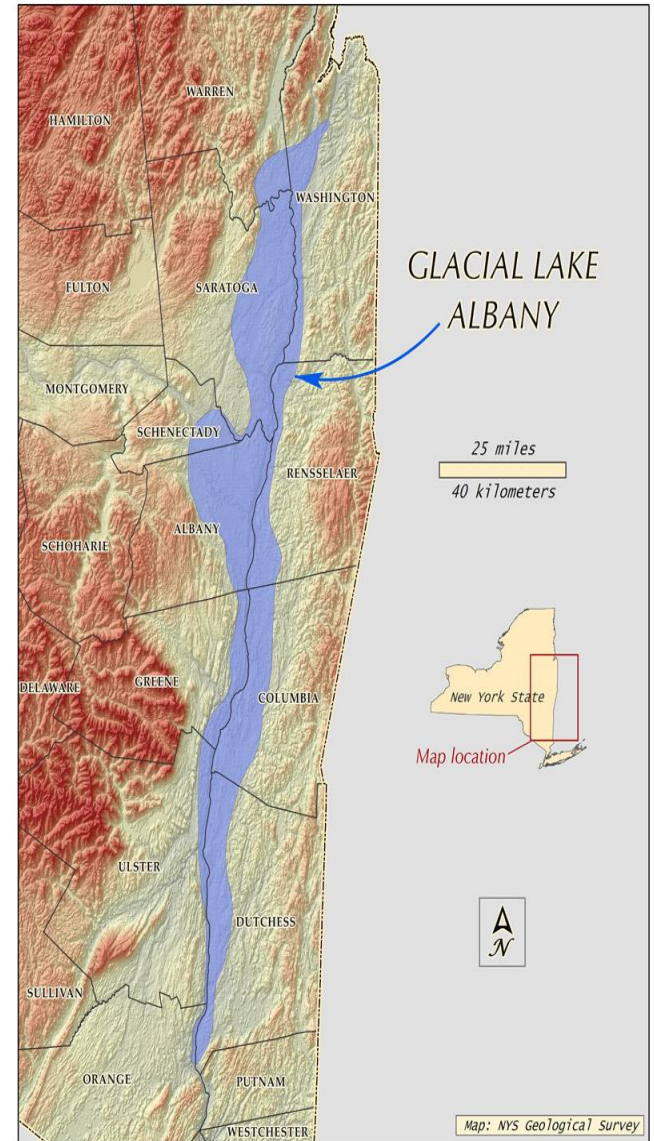 WARREN
HAMILTON
WASHINGTON
GLACIAL LAKE
ALBANY
FULTON
SARATOGA
MONTGOMERY
SCHENECTADY
25 miles
40 kilometers
RENSSELAER
ALBANY
SCHOHARIE
DELAWARE
GREENE
COLUMBIA
New York State
Map location
ULSTER
DUTCHESS
N
SULLIVAN
ORANGE
PUTNAM
WESTCHESTER
Map: NYS Geological Survey